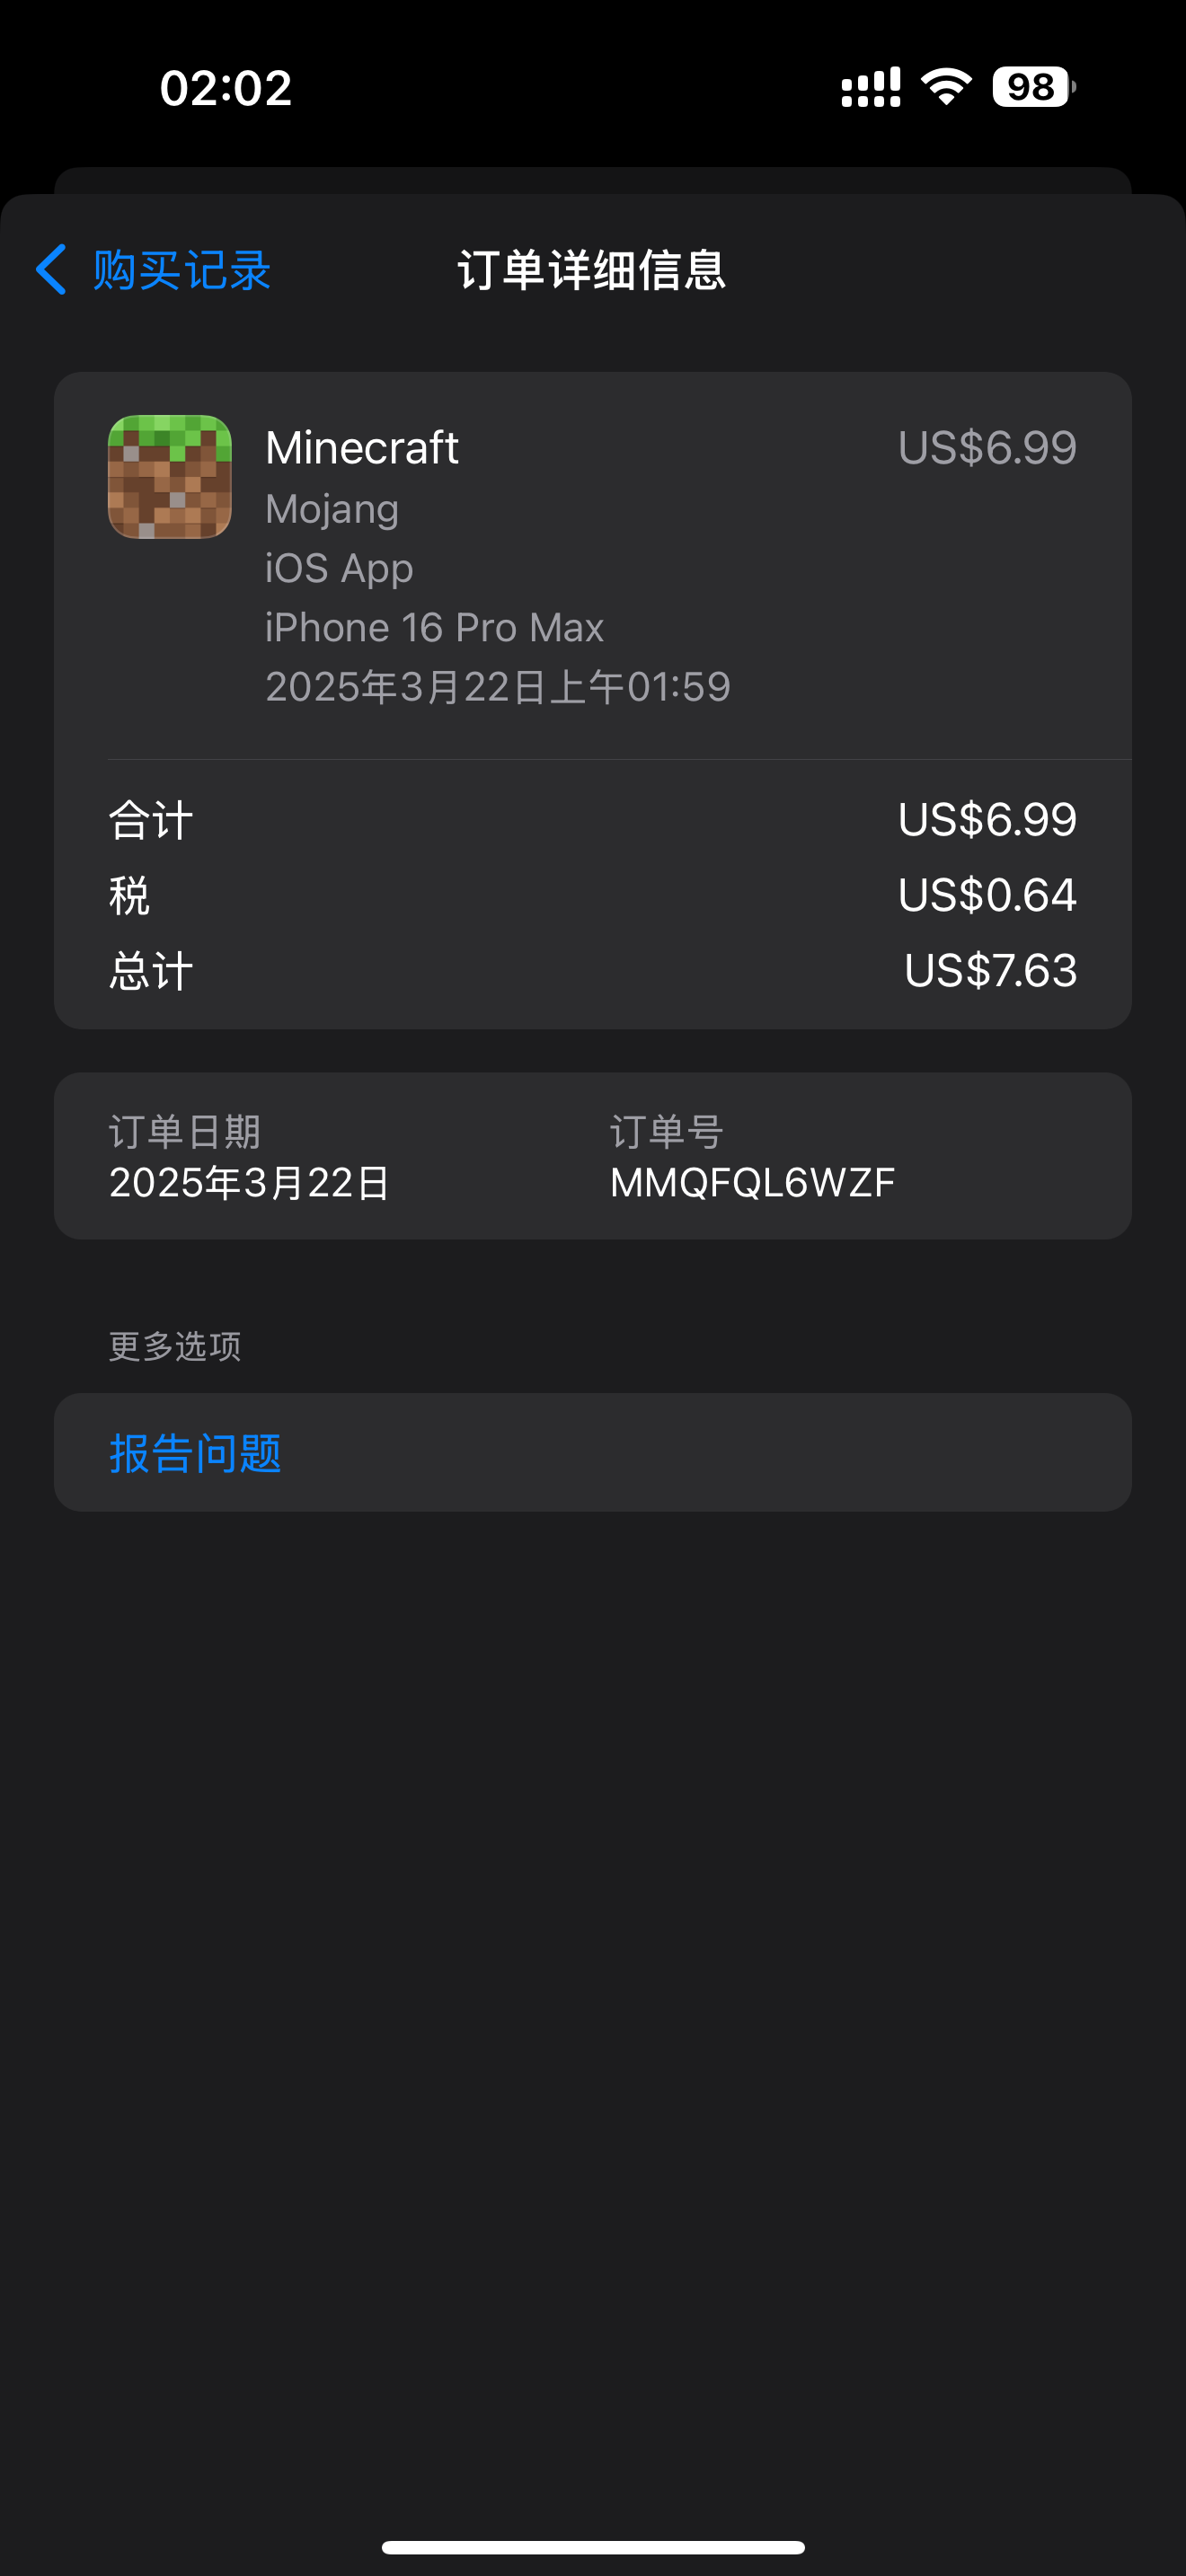 02:02
98
购买记录
订单详细信息
Minecraft
US$6.99
Mojang
iOS App
iPhone 16 Pro Max
2025年3月22日上午01:59
合计
US$6.99
税
US$0.64
总计
US$7.63
订单日期
订单号
2025年3月22日
MMQFQL6WZF
更多选项
报告问题